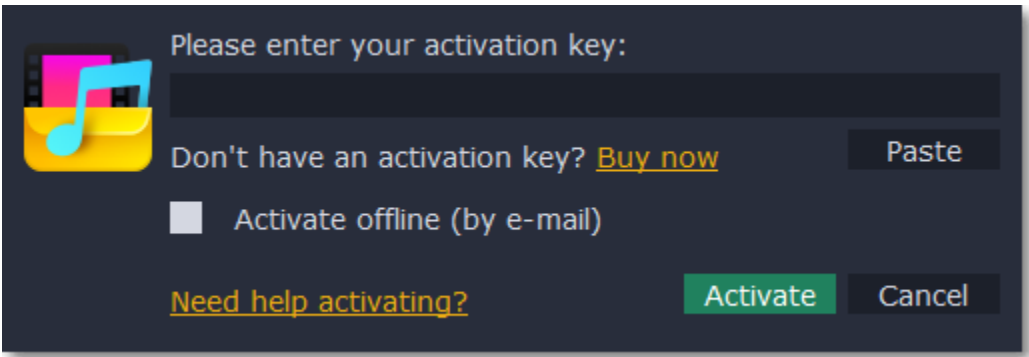 Please enter your activation key:
Don't have an activation key? Buy now
Paste
Activate offline (by e-mail)
Need help activating?
Activate
Cancel